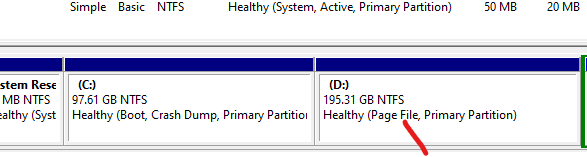 Simple Basic NTFS Healthy (System, Active, Primary Partition) 50 MB 20 MB
stem Rese
MB NTFS
ealthy (Syst
(C:)
97.61 GB NTFS
Healthy (Boot, Crash Dump, Primary Partition
(D:)
195.31 GB NTFS
Healthy (Page File, Primary Partition)